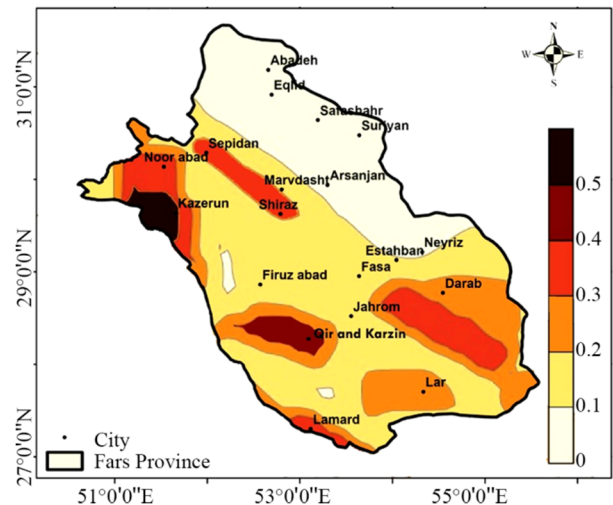 31°0'0"N
29°0'0"N
27°0'0"N
51°0'0"E
53°0'0"E
55°0'0"E
N
W
E
S
Abadeh
Eqlid
Safashahr
Suriyan
Sepidan
Noor abad
Marvdasht
Arsanjan
Kazerun
Shiraz
Neyriz
Estahban
Fasa
Firuz abad
Darab
Jahrom
Qir and Karzin
Lar
Lamard
0.5
0.4
0.3
0.2
0.1
0
City
Fars Province